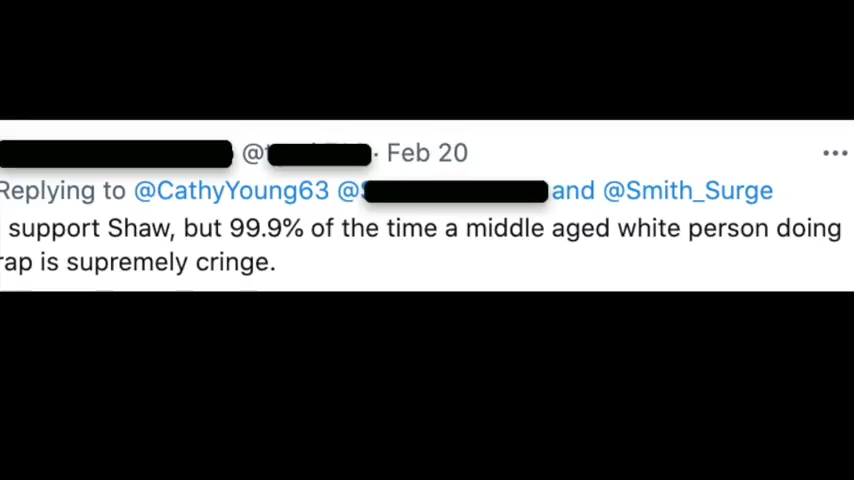 @ · Feb 20
Replying to @CathyYoung63 @ and @Smith_Surge
support Shaw, but 99.9% of the time a middle aged white person doing
rap is supremely cringe.